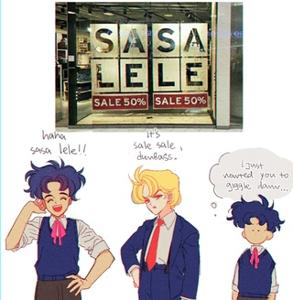 SA SA
LE LE
SALE 50% SALE 50%
haha
sasa lele!!
it's
sale sale,
dumbass.
i just
wanted you to
giggle damn...